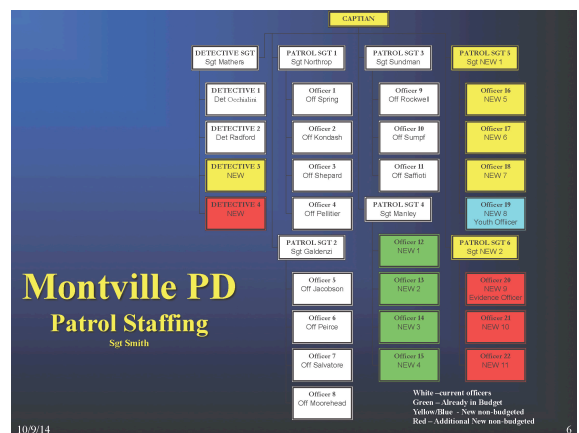 CAPTIAN
DETECTIVE SGT
Sgt Mathers
DETECTIVE 1
Det Occhialini
DETECTIVE 2
Det Radford
DETECTIVE 3
NEW
DETECTIVE 4
NEW
PATROL SGT 1
Sgt Northrop
Officer 1
Off Spring
Officer 2
Off Kondash
Officer 3
Off Shepard
Officer 4
Off Pelltier
PATROL SGT 2
Sgt Galdenzi
Officer 5
Off Jacobson
Officer 6
Off Peirce
Officer 7
Off Salvatore
Officer 8
Off Moorehead
PATROL SGT 3
Sgt Sundman
Officer 9
Off Rockwell
Officer 10
Off Sumpf
Officer 11
Off Saffioti
PATROL SGT 4
Sgt Manley
Officer 12
NEW 1
Officer 13
NEW 2
Officer 14
NEW 3
Officer 15
NEW 4
PATROL SGT 5
Sgt NEW 1
Officer 16
NEW 5
Officer 17
NEW 6
Officer 18
NEW 7
Officer 19
NEW 8
Youth Officer
PATROL SGT 6
Sgt NEW 2
Officer 20
NEW 9
Evidence Officer
Officer 21
NEW 10
Officer 22
NEW 11
Montville PD
Patrol Staffing
Sgt Smith
White –current officers
Green – Already in Budget
Yellow/Blue - New non-budgeted
Red – Additional New non-budgeted
10/9/14
6